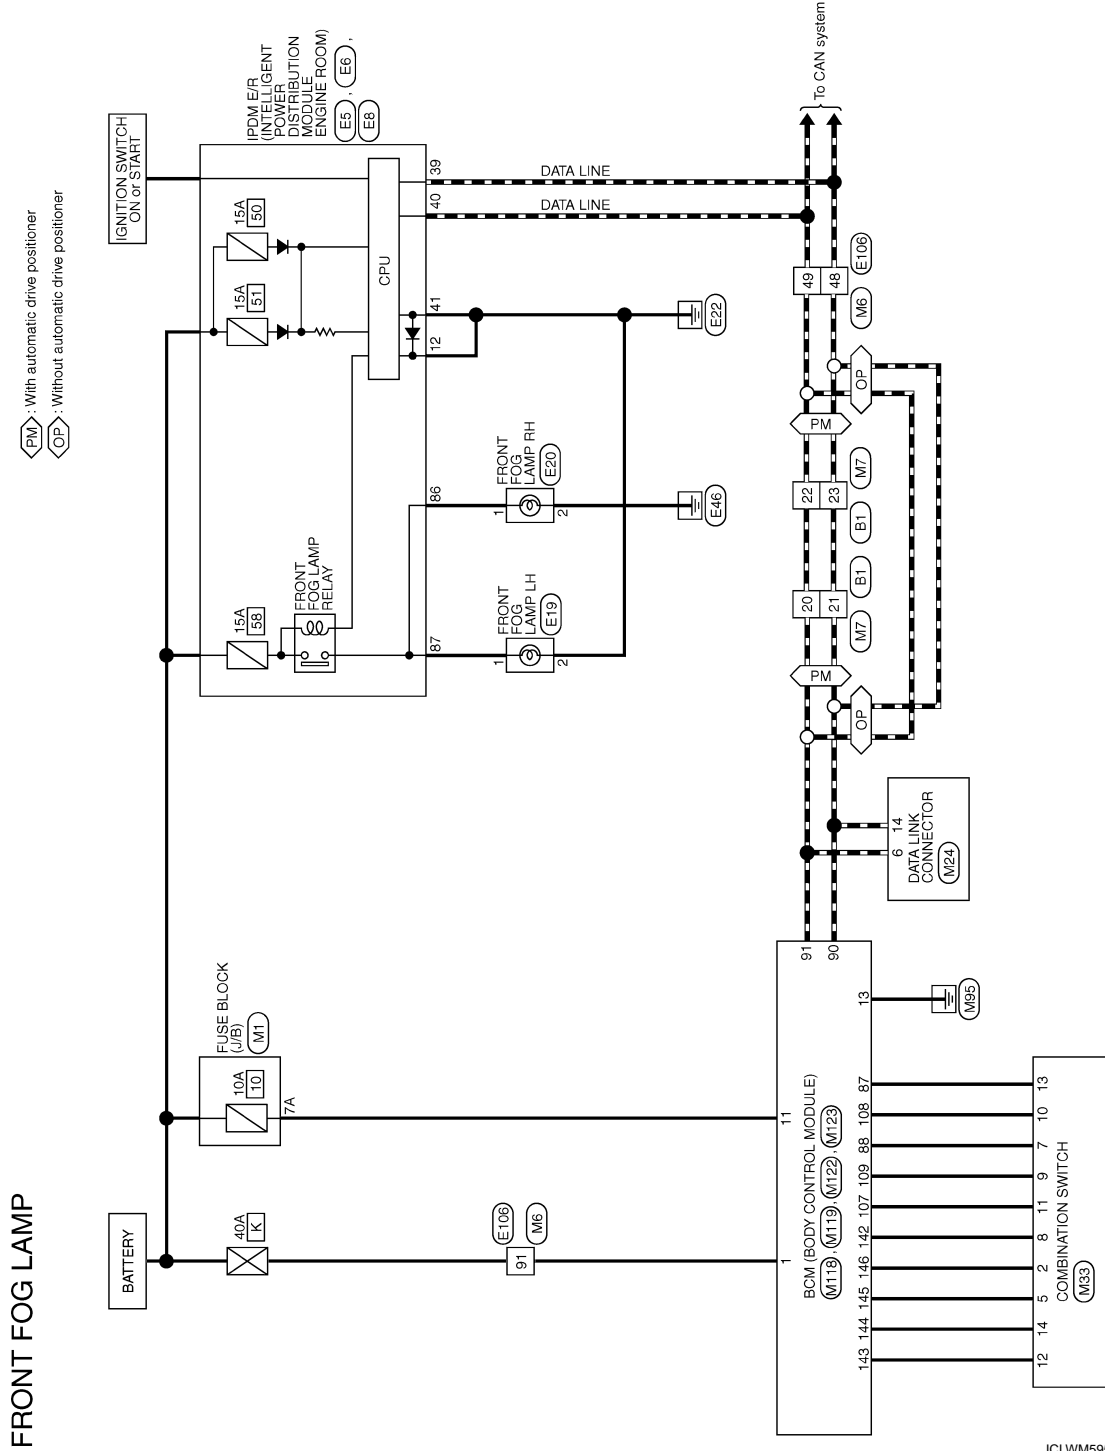 FRONT FOG LAMP
PM : With automatic drive positioner
OP : Without automatic drive positioner
BATTERY
IGNITION SWITCH
ON or START
40A
K
E106
M6
91
1
FUSE BLOCK
(J/B)
M1
10A
10
7A
11
IPDM E/R
(INTELLIGENT
POWER
DISTRIBUTION
MODULE
ENGINE ROOM)
E5 , E6 ,
E8
15A
58
15A
51
15A
50
FRONT
FOG LAMP
RELAY
CPU
87
86
12
41
40
39
DATA LINE
DATA LINE
FRONT
FOG
LAMP LH
E19
1
2
FRONT
FOG
LAMP RH
E20
1
2
E46
E22
To CAN system
49
48
E106
M6
OP
PM
22
23
M7
B1
20
21
B1
M7
PM
OP
6
14
DATA LINK
CONNECTOR
M24
91
90
13
M95
BCM (BODY CONTROL MODULE)
M118 , M119 , M122 , M123
143
144
145
146
142
107
109
88
108
87
12
14
5
2
8
11
9
7
10
13
COMBINATION SWITCH
M33